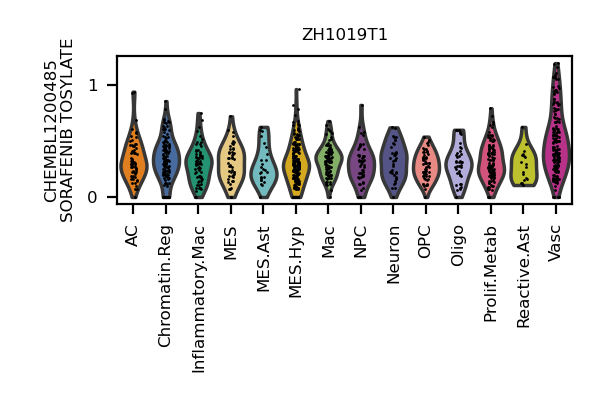 ZH1019T1
CHEMBL1200485
SORAFENIB TOSYLATE
1
0
AC
Chromatin.Reg
Inflammatory.Mac
MES
MES.Ast
MES.Hyp
Mac
NPC
Neuron
OPC
Oligo
Prolif.Metab
Reactive.Ast
Vasc